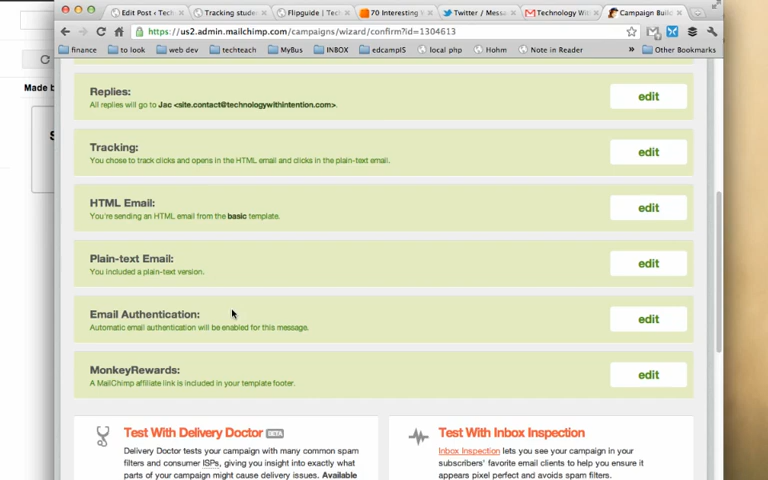 Edit Post ‹ Tech
Tracking studen
Flipguide | Tech
70 Interesting
Twitter / Messa
Technology With
Campaign Build
https://us2.admin.mailchimp.com/campaigns/wizard/confirm?id=1304613
finance
to look
web dev
techteach
MyBus
INBOX
edcampIS
local php
Hohm
Note in Reader
»
Other Bookmarks
Made b
S
Replies:
All replies will go to Jac <site.contact@technologywithintention.com>.
edit
Tracking:
You chose to track clicks and opens in the HTML email and clicks in the plain-text email.
edit
HTML Email:
You're sending an HTML email from the basic template.
edit
Plain-text Email:
You included a plain-text version.
edit
Email Authentication:
Automatic email authentication will be enabled for this message.
edit
MonkeyRewards:
A MailChimp affiliate link is included in your template footer.
edit
Test With Delivery Doctor BETA
Delivery Doctor tests your campaign with many common spam
filters and consumer ISPs, giving you insight into exactly what
parts of your campaign might cause delivery issues. Available
Test With Inbox Inspection
Inbox Inspection lets you see your campaign in your
subscribers' favorite email clients to help you ensure it
appears pixel perfect and avoids spam filters.